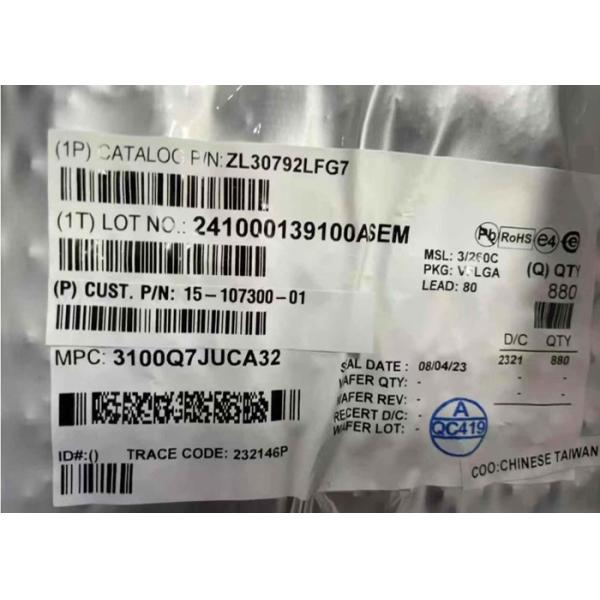 (1P) CATALOG P/N: ZL30792LFG7
(1T) LOT NO.: 241000139100ASEM
Pb RoHS e4 e
MSL: 3/260C
PKG: VFLGA
LEAD: 80
(Q) QTY
880
(P) CUST. P/N: 15-107300-01
D/C QTY
2321 880
MPC: 3100Q7JUCA32
SEAL DATE : 08/04/23
WAFER QTY: -
WAFER REV: -
RECERT D/C: -
WAFER LOT: -
A
QC419
ID#:() TRACE CODE: 232146P
COO:CHINESE TAIWAN